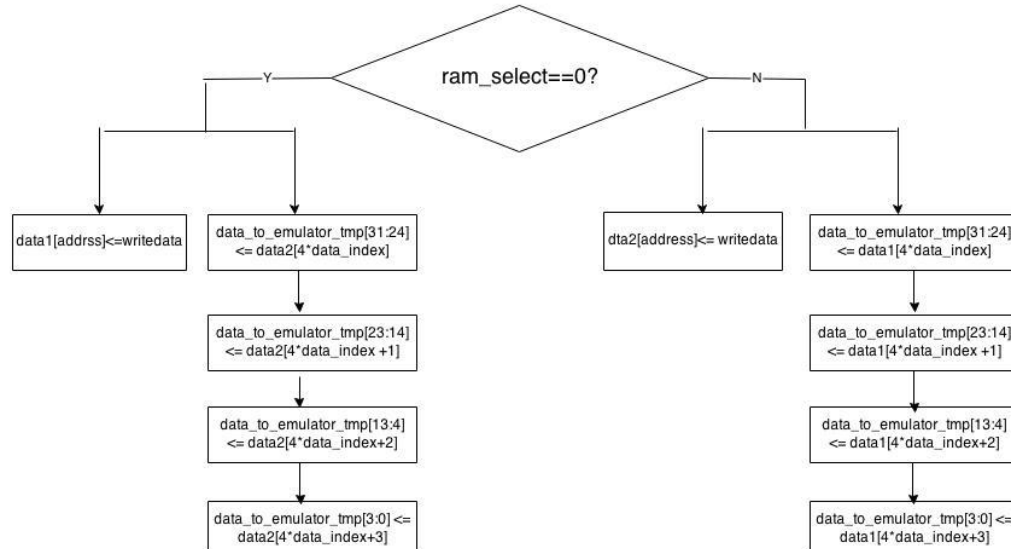 ram_select==0?
Y
N
data1[addrss]<=writedata
data_to_emulator_tmp[31:24]
<= data2[4*data_index]
dta2[address]<= writedata
data_to_emulator_tmp[31:24]
<= data1[4*data_index]
data_to_emulator_tmp[23:14]
<= data2[4*data_index +1]
data_to_emulator_tmp[23:14]
<= data1[4*data_index +1]
data_to_emulator_tmp[13:4]
<= data2[4*data_index+2]
data_to_emulator_tmp[13:4]
<= data1[4*data_index+2]
data_to_emulator_tmp[3:0] <=
data2[4*data_index+3]
data_to_emulator_tmp[3:0] <=
data1[4*data_index+3]